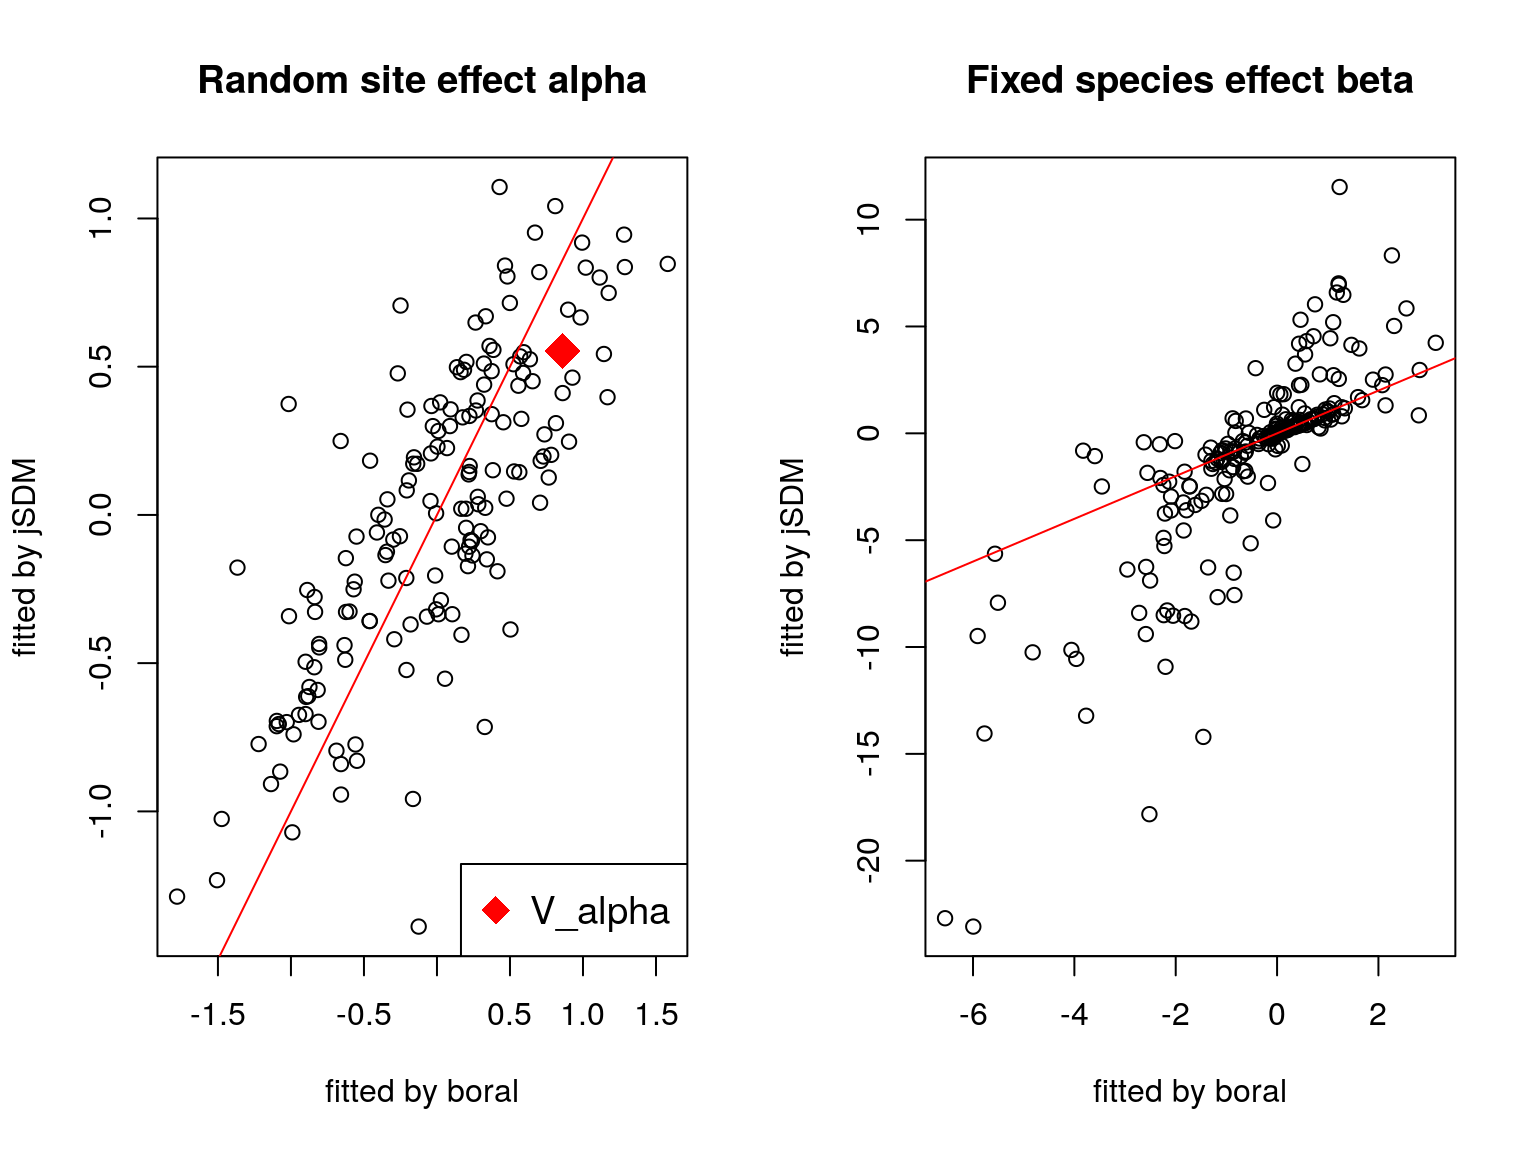 Random site effect alpha
fitted by jSDM
1.0
0.5
0.0
-0.5
-1.0
V_alpha
-1.5 -0.5 0.5 1.0 1.5
fitted by boral
Fixed species effect beta
fitted by jSDM
10
5
0
-5
-10
-15
-20
-6 -4 -2 0 2
fitted by boral